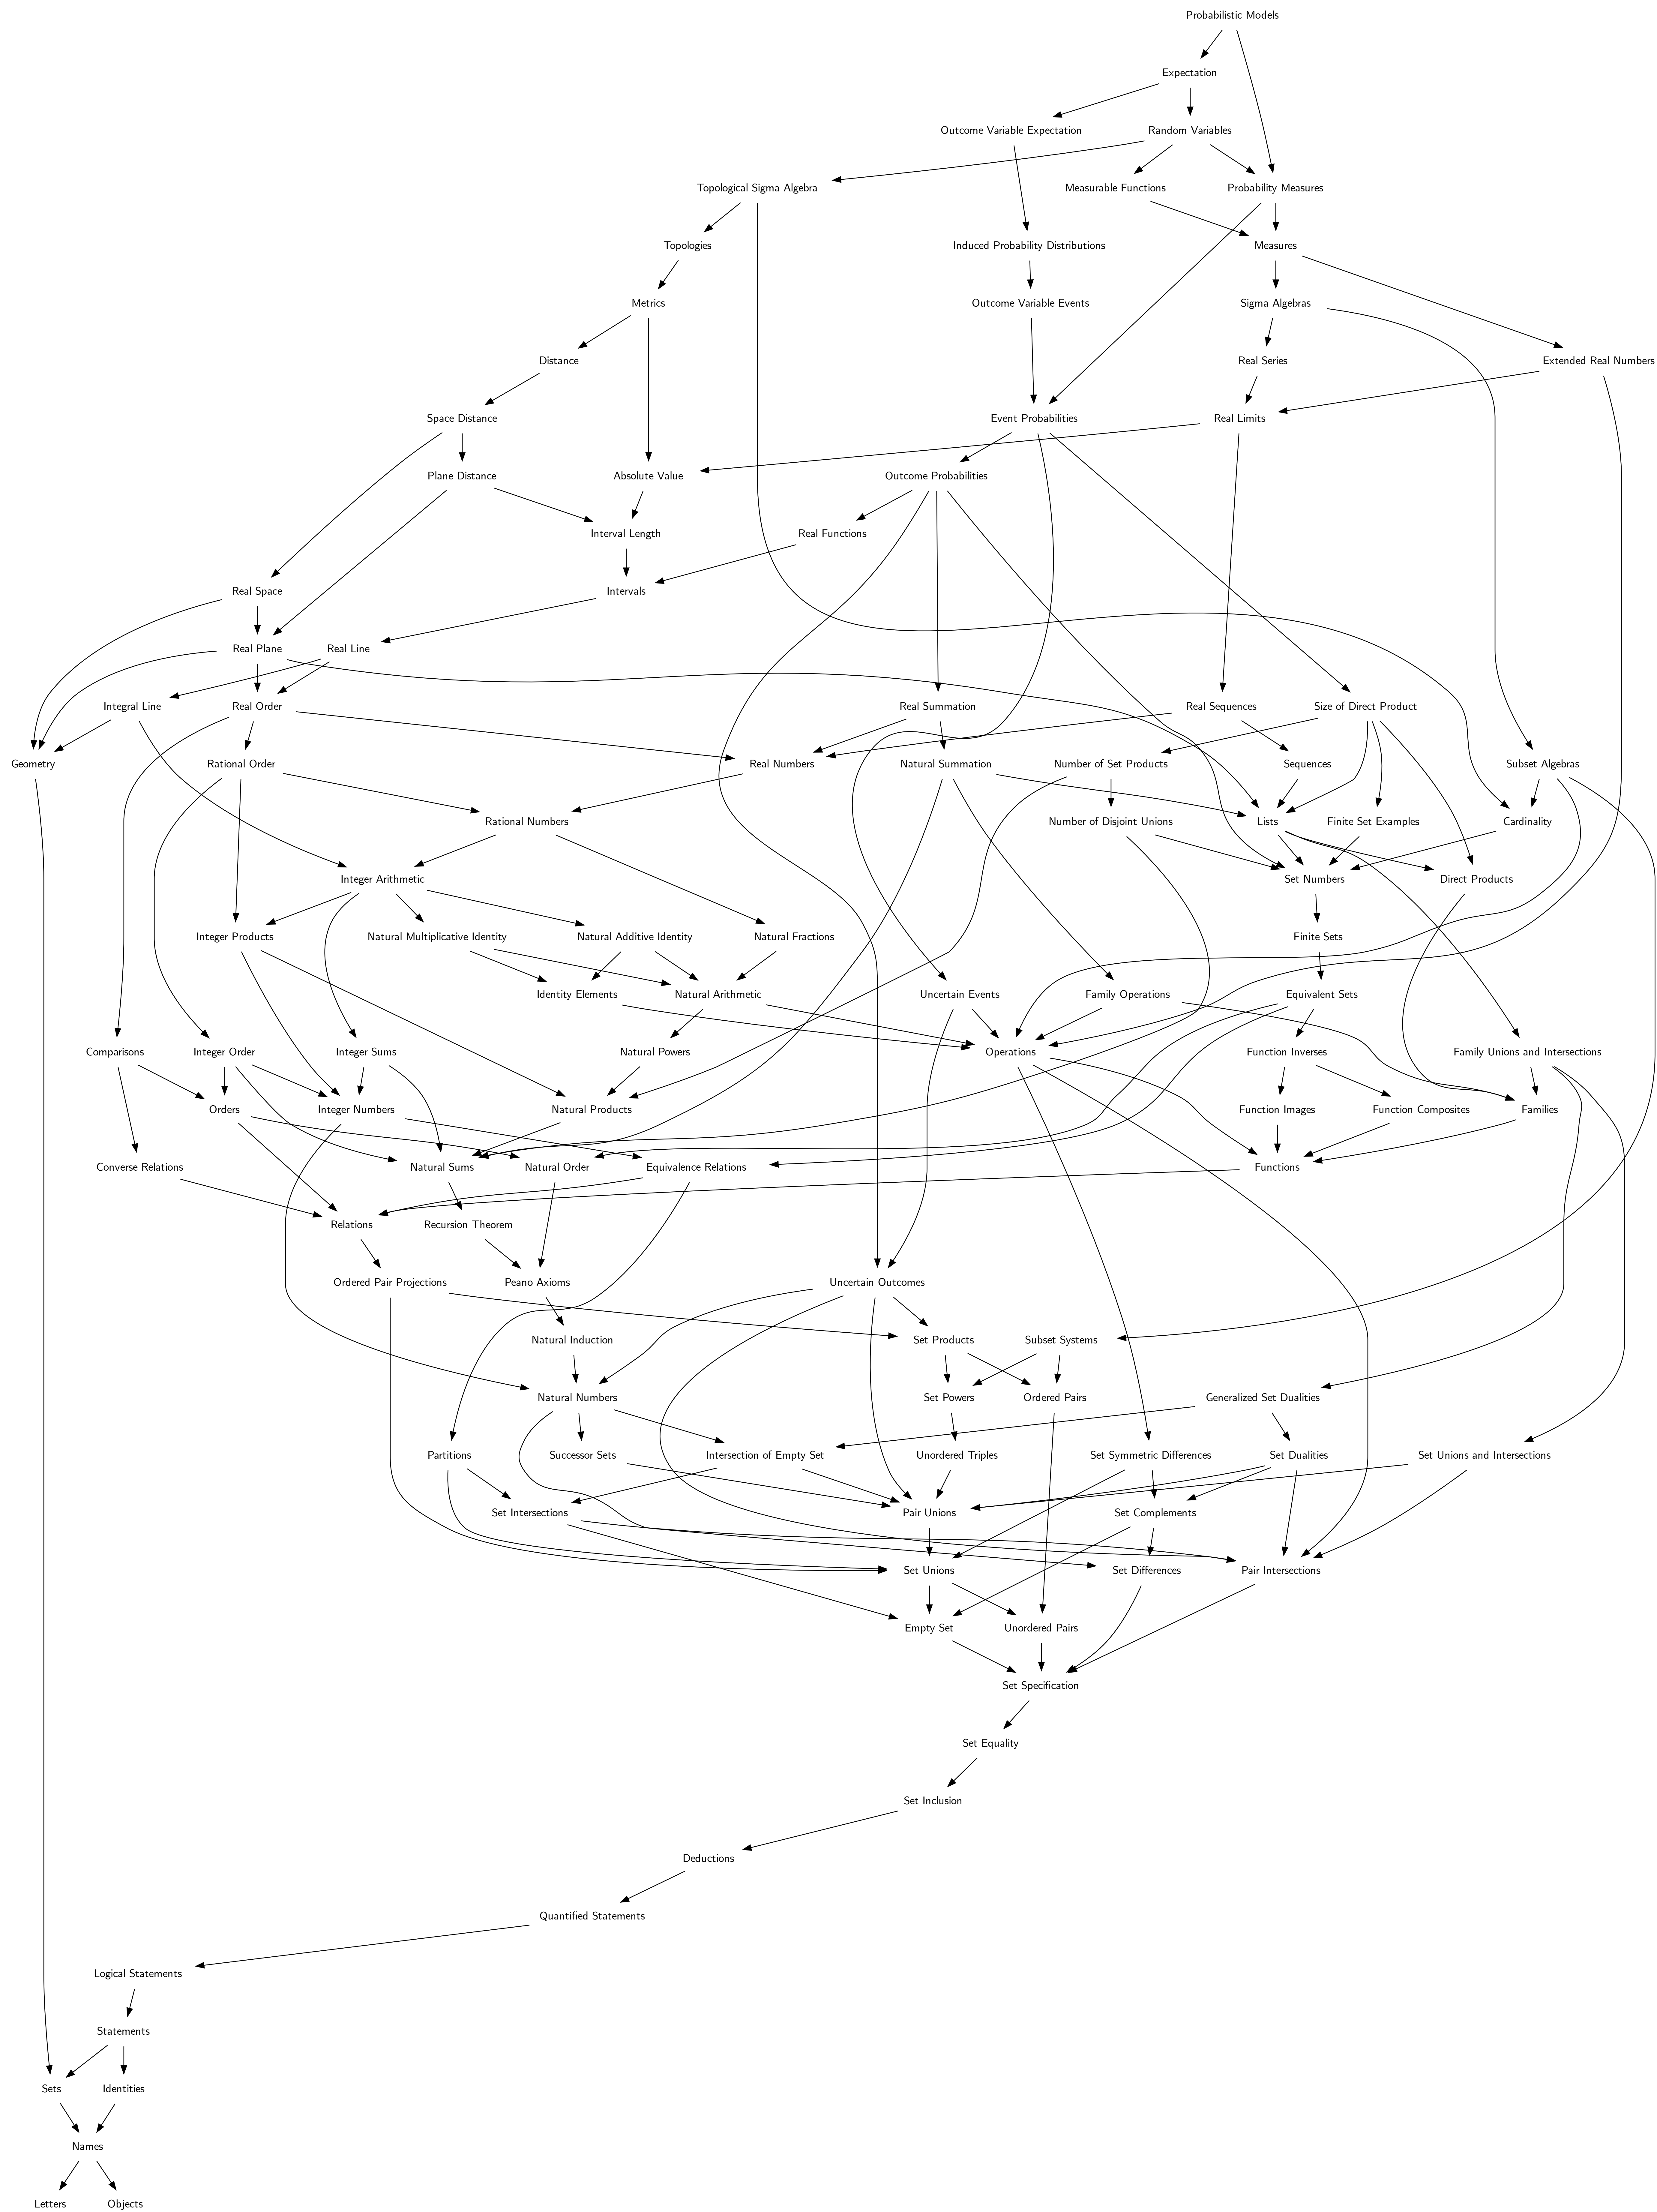 Probabilistic Models
Expectation
Outcome Variable Expectation
Random Variables
Topological Sigma Algebra
Measurable Functions
Probability Measures
Topologies
Induced Probability Distributions
Measures
Metrics
Outcome Variable Events
Sigma Algebras
Distance
Real Series
Extended Real Numbers
Space Distance
Event Probabilities
Real Limits
Plane Distance
Absolute Value
Outcome Probabilities
Interval Length
Real Functions
Real Space
Intervals
Real Plane
Real Line
Integral Line
Real Order
Real Summation
Real Sequences
Size of Direct Product
Geometry
Rational Order
Real Numbers
Natural Summation
Number of Set Products
Sequences
Subset Algebras
Rational Numbers
Number of Disjoint Unions
Lists
Finite Set Examples
Cardinality
Integer Arithmetic
Set Numbers
Direct Products
Integer Products
Natural Multiplicative Identity
Natural Additive Identity
Natural Fractions
Finite Sets
Identity Elements
Natural Arithmetic
Uncertain Events
Family Operations
Equivalent Sets
Comparisons
Integer Order
Integer Sums
Natural Powers
Operations
Function Inverses
Family Unions and Intersections
Orders
Integer Numbers
Natural Products
Function Images
Function Composites
Families
Converse Relations
Natural Sums
Natural Order
Equivalence Relations
Functions
Relations
Recursion Theorem
Ordered Pair Projections
Peano Axioms
Uncertain Outcomes
Natural Induction
Set Products
Subset Systems
Natural Numbers
Set Powers
Ordered Pairs
Generalized Set Dualities
Partitions
Successor Sets
Intersection of Empty Set
Unordered Triples
Set Symmetric Differences
Set Dualities
Set Unions and Intersections
Set Intersections
Pair Unions
Set Complements
Set Unions
Set Differences
Pair Intersections
Empty Set
Unordered Pairs
Set Specification
Set Equality
Set Inclusion
Deductions
Quantified Statements
Logical Statements
Statements
Sets
Identities
Names
Letters
Objects